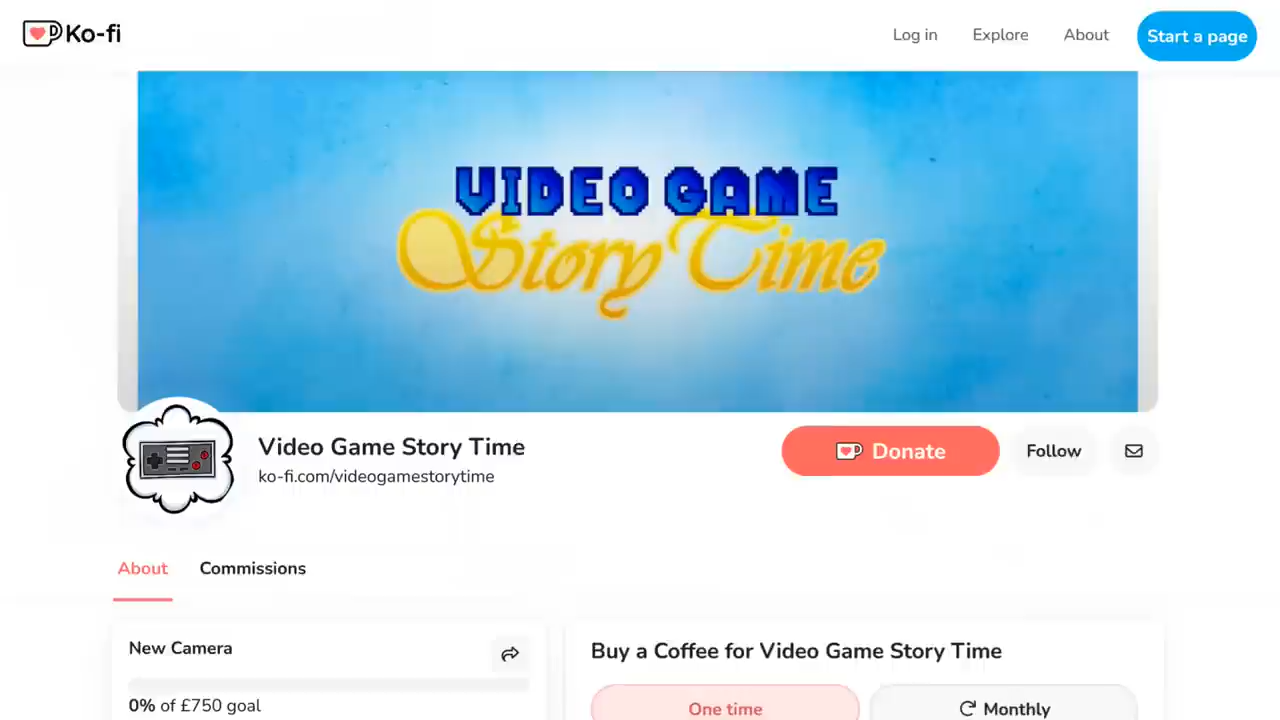 Ko-fi
Log in
Explore
About
Start a page
VIDEO GAME
Story Time
Video Game Story Time
ko-fi.com/videogamestorytime
Donate
Follow
About
Commissions
New Camera
0% of £750 goal
Buy a Coffee for Video Game Story Time
One time
Monthly